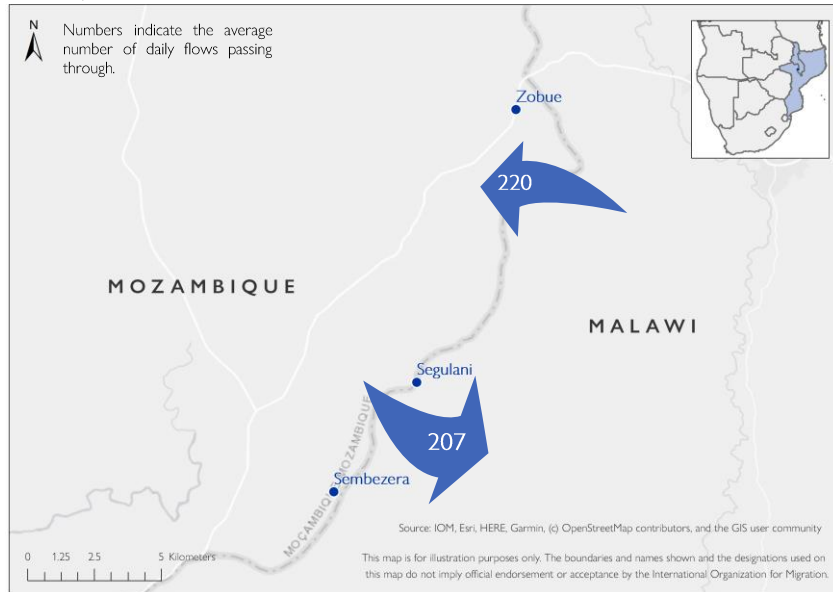 N
Numbers indicate the average
number of daily flows passing
through.
Zobue
220
MOZAMBIQUE
MALAWI
Segulani
207
MOÇAMBIQUE MOZAMBIQUE
Sembezera
Source: IOM, Esri, HERE, Garmin, (c) OpenStreetMap contributors, and the GIS user community
0 1.25 2.5 5 Kilometers
This map is for illustration purposes only. The boundaries and names shown and the designations used on
this map do not imply official endorsement or acceptance by the International Organization for Migration.